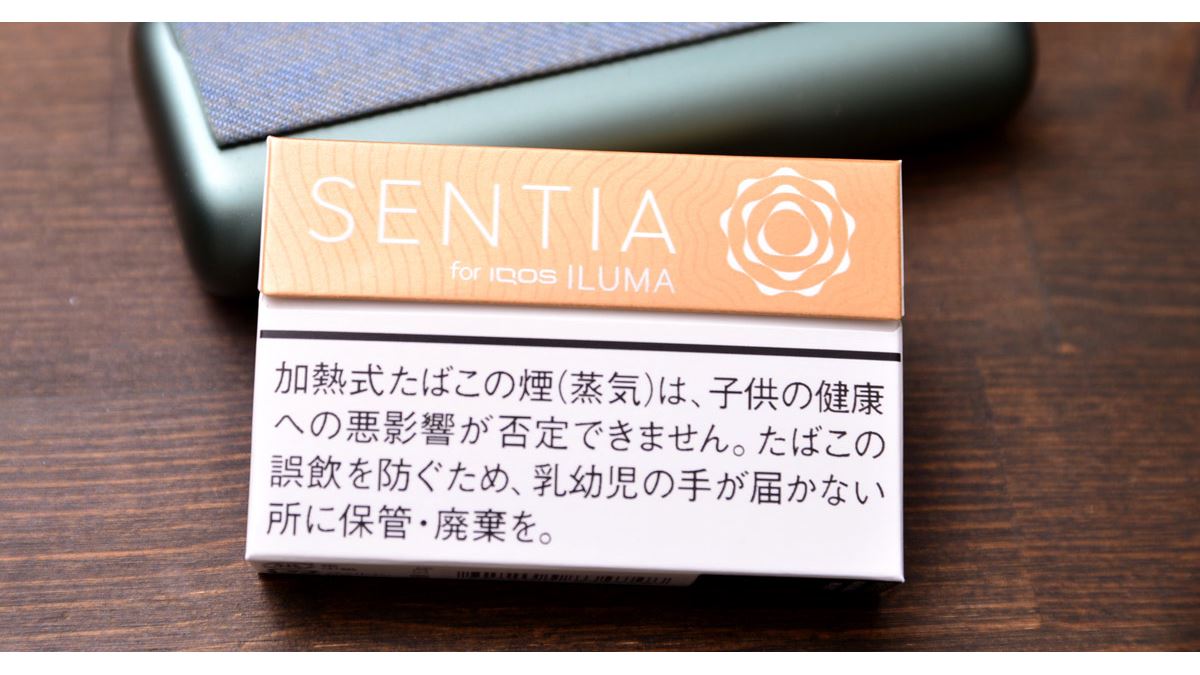 SENTIA
for IQOS ILUMA
加熱式たばこの煙(蒸気)は、子供の健康
への悪影響が否定できません。たばこの
誤飲を防ぐため、乳幼児の手が届かない
所に保管・廃棄を。